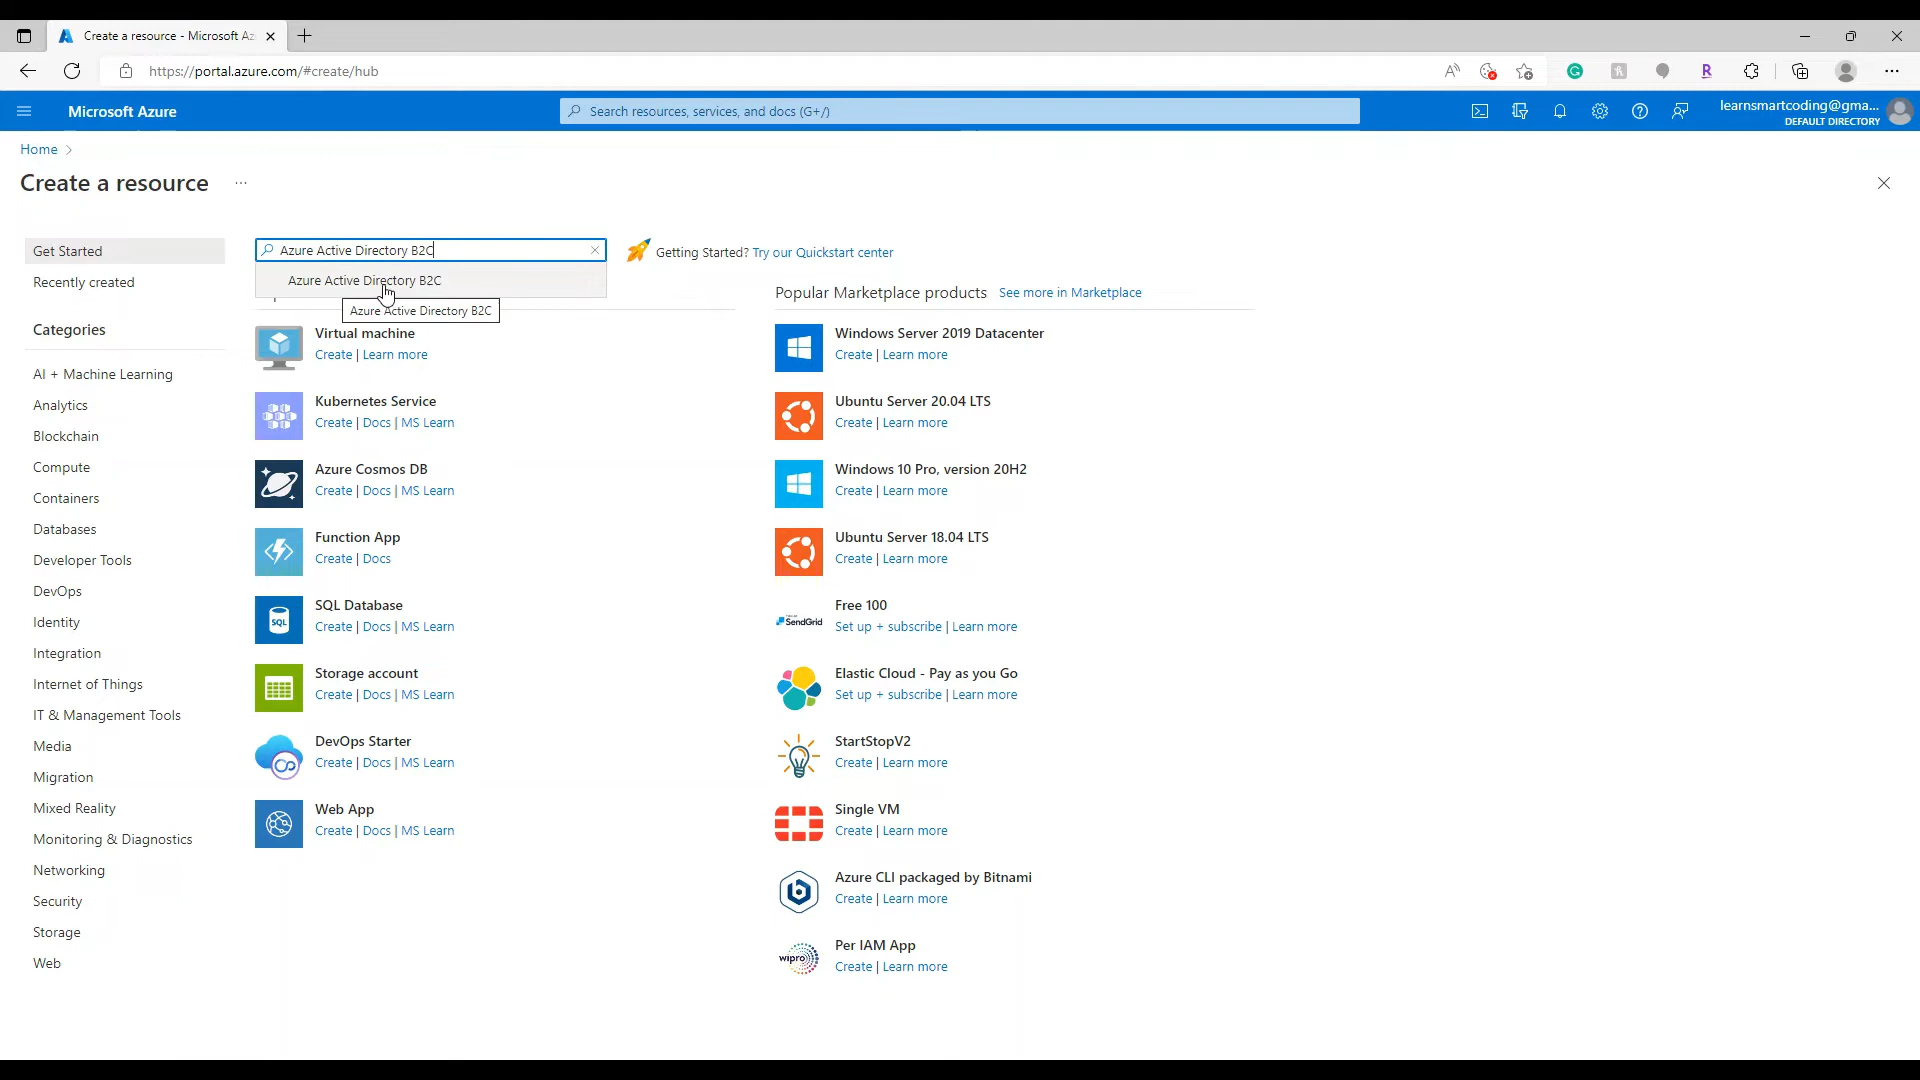 Create a resource - Microsoft Az
https://portal.azure.com/#create/hub
Microsoft Azure
Search resources, services, and docs (G+/)
learnsmartcoding@gma...
DEFAULT DIRECTORY
Home
Create a resource
Get Started
Recently created
Categories
AI + Machine Learning
Analytics
Blockchain
Compute
Containers
Databases
Developer Tools
DevOps
Identity
Integration
Internet of Things
IT & Management Tools
Media
Migration
Mixed Reality
Monitoring & Diagnostics
Networking
Security
Storage
Web
Azure Active Directory B2C
Azure Active Directory B2C
Azure Active Directory B2C
Getting Started? Try our Quickstart center
Virtual machine
Create | Learn more
Kubernetes Service
Create | Docs | MS Learn
Azure Cosmos DB
Create | Docs | MS Learn
Function App
Create | Docs
SQL
SQL Database
Create | Docs | MS Learn
Storage account
Create | Docs | MS Learn
DevOps Starter
Create | Docs | MS Learn
Web App
Create | Docs | MS Learn
Popular Marketplace products See more in Marketplace
Windows Server 2019 Datacenter
Create | Learn more
Ubuntu Server 20.04 LTS
Create | Learn more
Windows 10 Pro, version 20H2
Create | Learn more
Ubuntu Server 18.04 LTS
Create | Learn more
SendGrid
Free 100
Set up + subscribe | Learn more
Elastic Cloud - Pay as you Go
Set up + subscribe | Learn more
StartStopV2
Create | Learn more
Single VM
Create | Learn more
Azure CLI packaged by Bitnami
Create | Learn more
wipro
Per IAM App
Create | Learn more